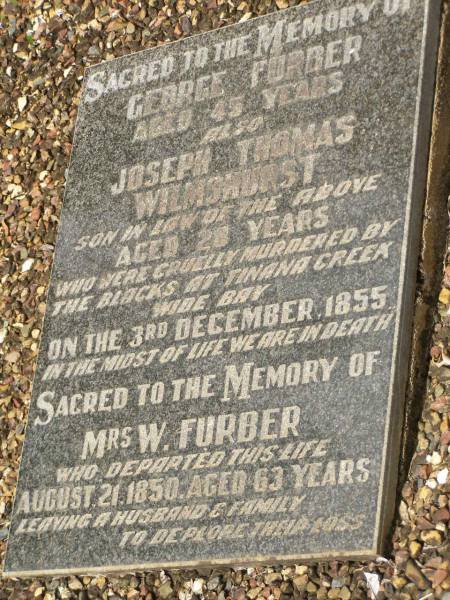 SACRED TO THE MEMORY OF
GEORGE FURBER
AGED 45 YEARS
ALSO
JOSEPH THOMAS
WILMSHURST
SON IN LAW OF THE ABOVE
AGED 28 YEARS
WHO WERE CRUELLY MURDERED BY
THE BLACKS AT TINANA CREEK
WIDE BAY
ON THE 3RD DECEMBER, 1855
IN THE MIDST OF LIFE WE ARE IN DEATH
SACRED TO THE MEMORY OF
MRS W. FURBER
WHO DEPARTED THIS LIFE
AUGUST. 21, 1850, AGED 63 YEARS
LEAVING A HUSBAND & FAMILY
TO DEPLORE THEIR LOSS